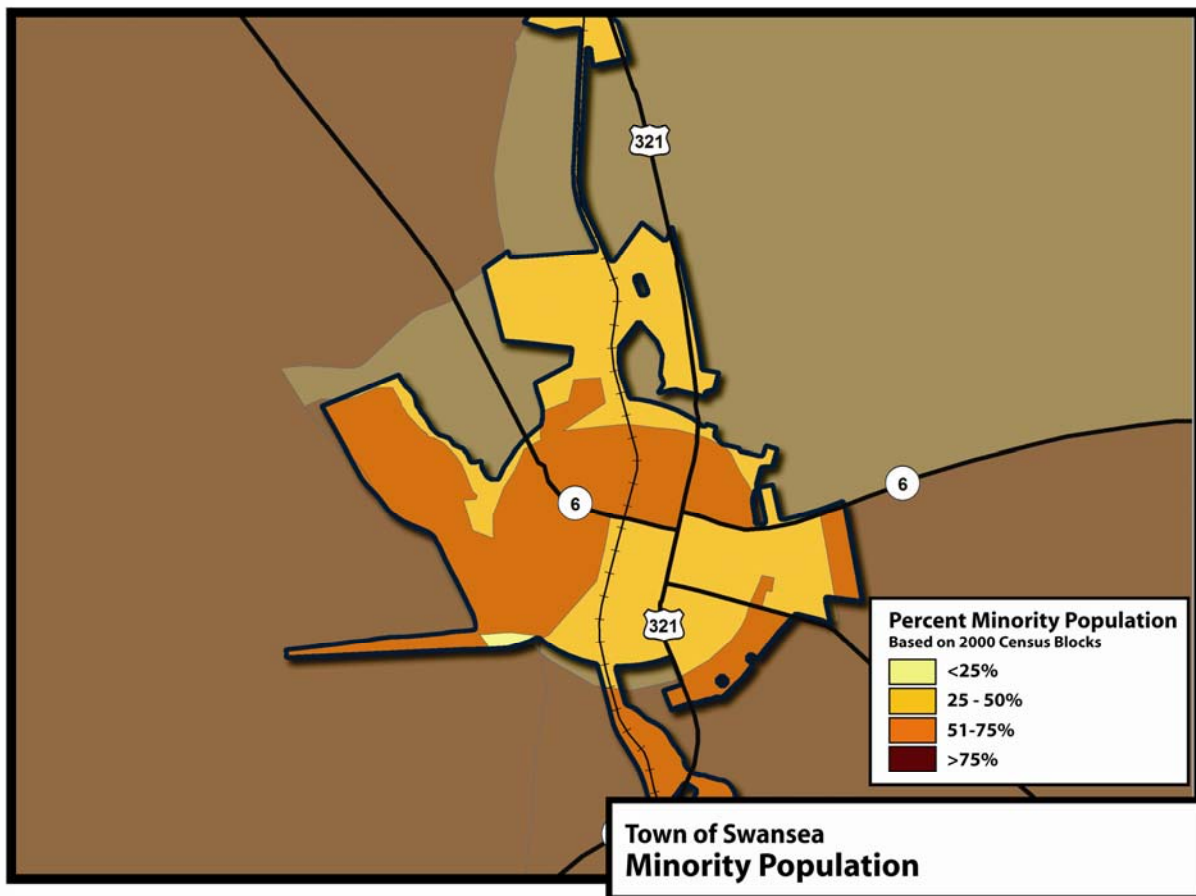 321
6
6
321
Percent Minority Population
Based on 2000 Census Blocks
<25%
25 - 50%
51-75%
>75%
Town of Swansea
Minority Population